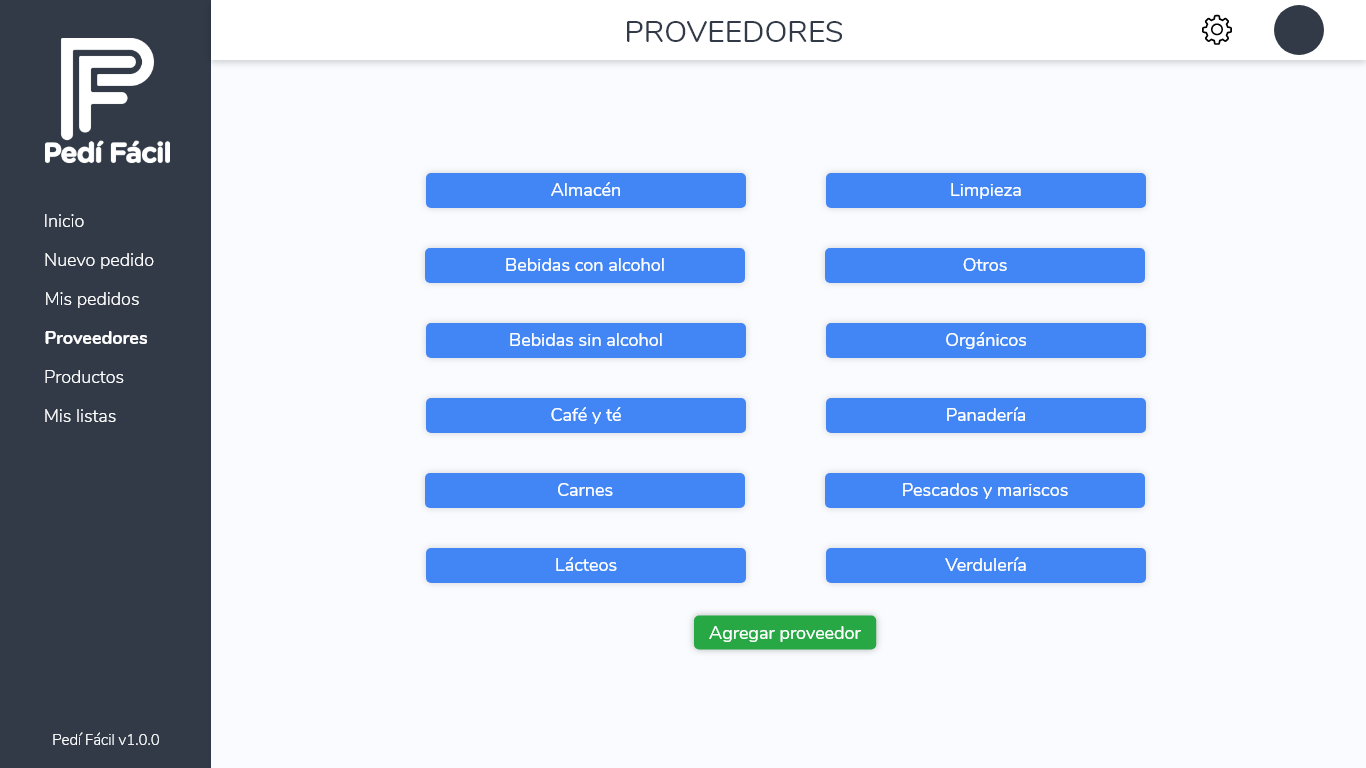 Pedí Fácil
Inicio
Nuevo pedido
Mis pedidos
Proveedores
Productos
Mis listas
Pedí Fácil v1.0.0
PROVEEDORES
Almacén
Limpieza
Bebidas con alcohol
Otros
Bebidas sin alcohol
Orgánicos
Café y té
Panadería
Carnes
Pescados y mariscos
Lácteos
Verdulería
Agregar proveedor